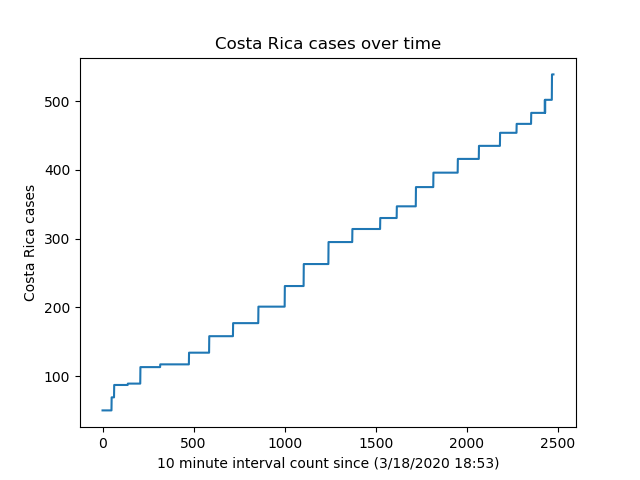 Costa Rica cases over time
500
400
300
200
100
Costa Rica cases
0 500 1000 1500 2000 2500
10 minute interval count since (3/18/2020 18:53)